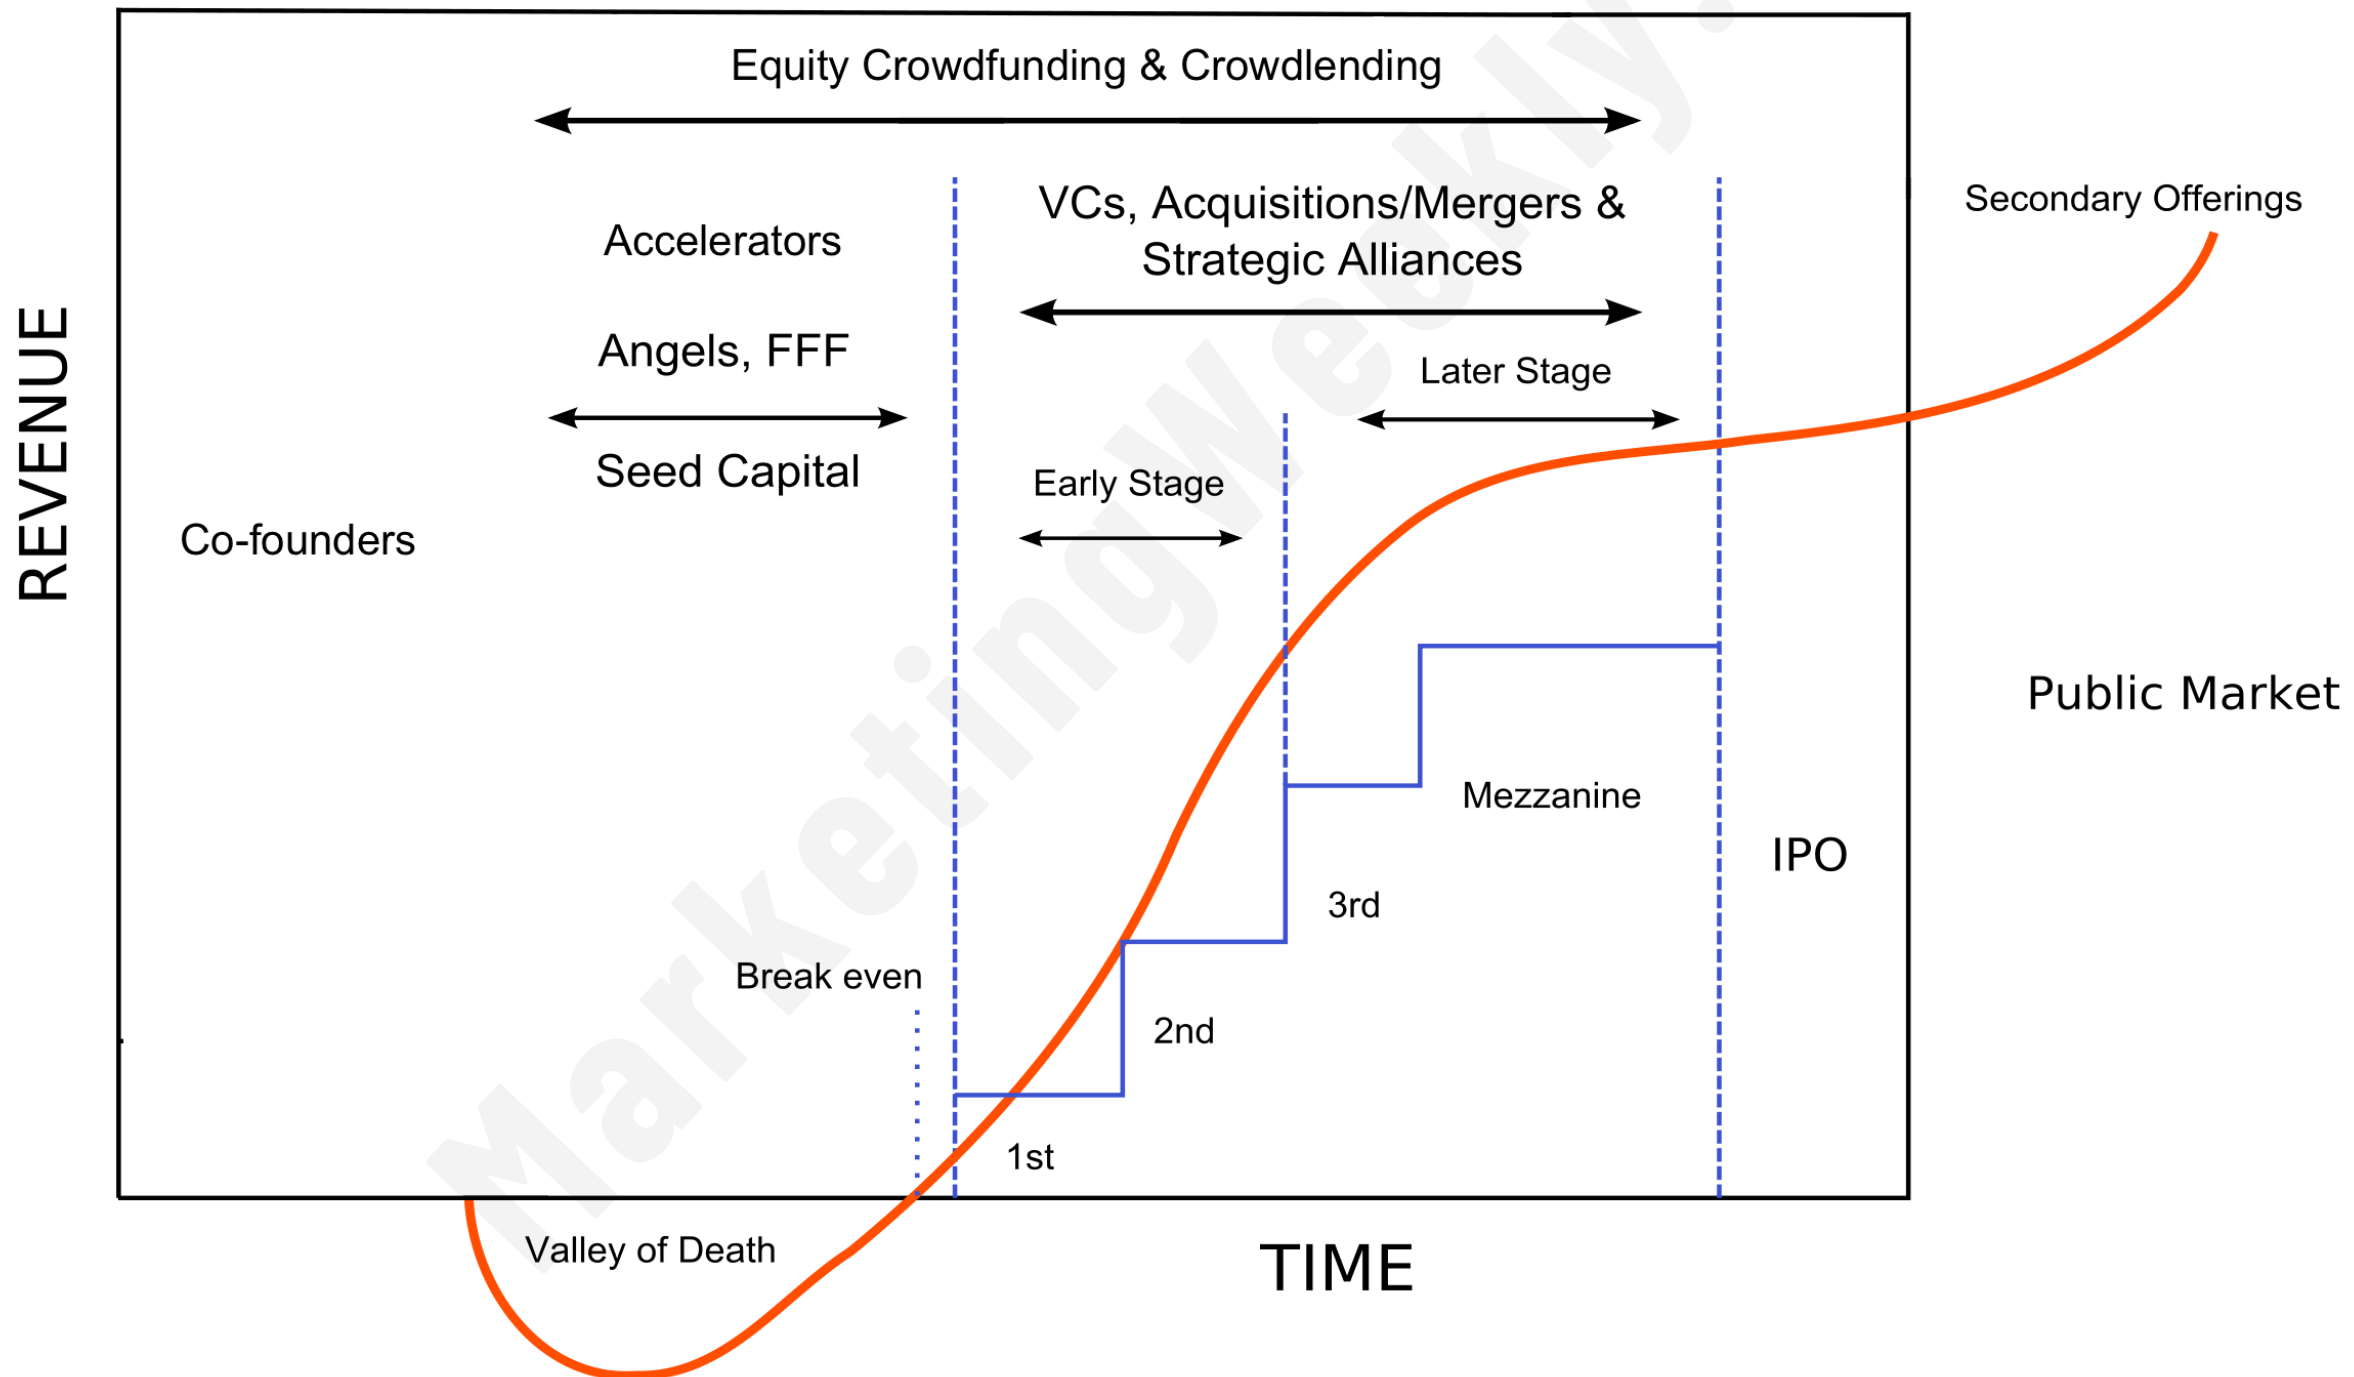 Equity Crowdfunding & Crowdlending
VCs, Acquisitions/Mergers &
Strategic Alliances
Secondary Offerings
Accelerators
Angels, FFF
Later Stage
Seed Capital
Early Stage
REVENUE
Co-founders
Public Market
Mezzanine
IPO
3rd
Break even
2nd
1st
Valley of Death
TIME
MarketingWeekly.